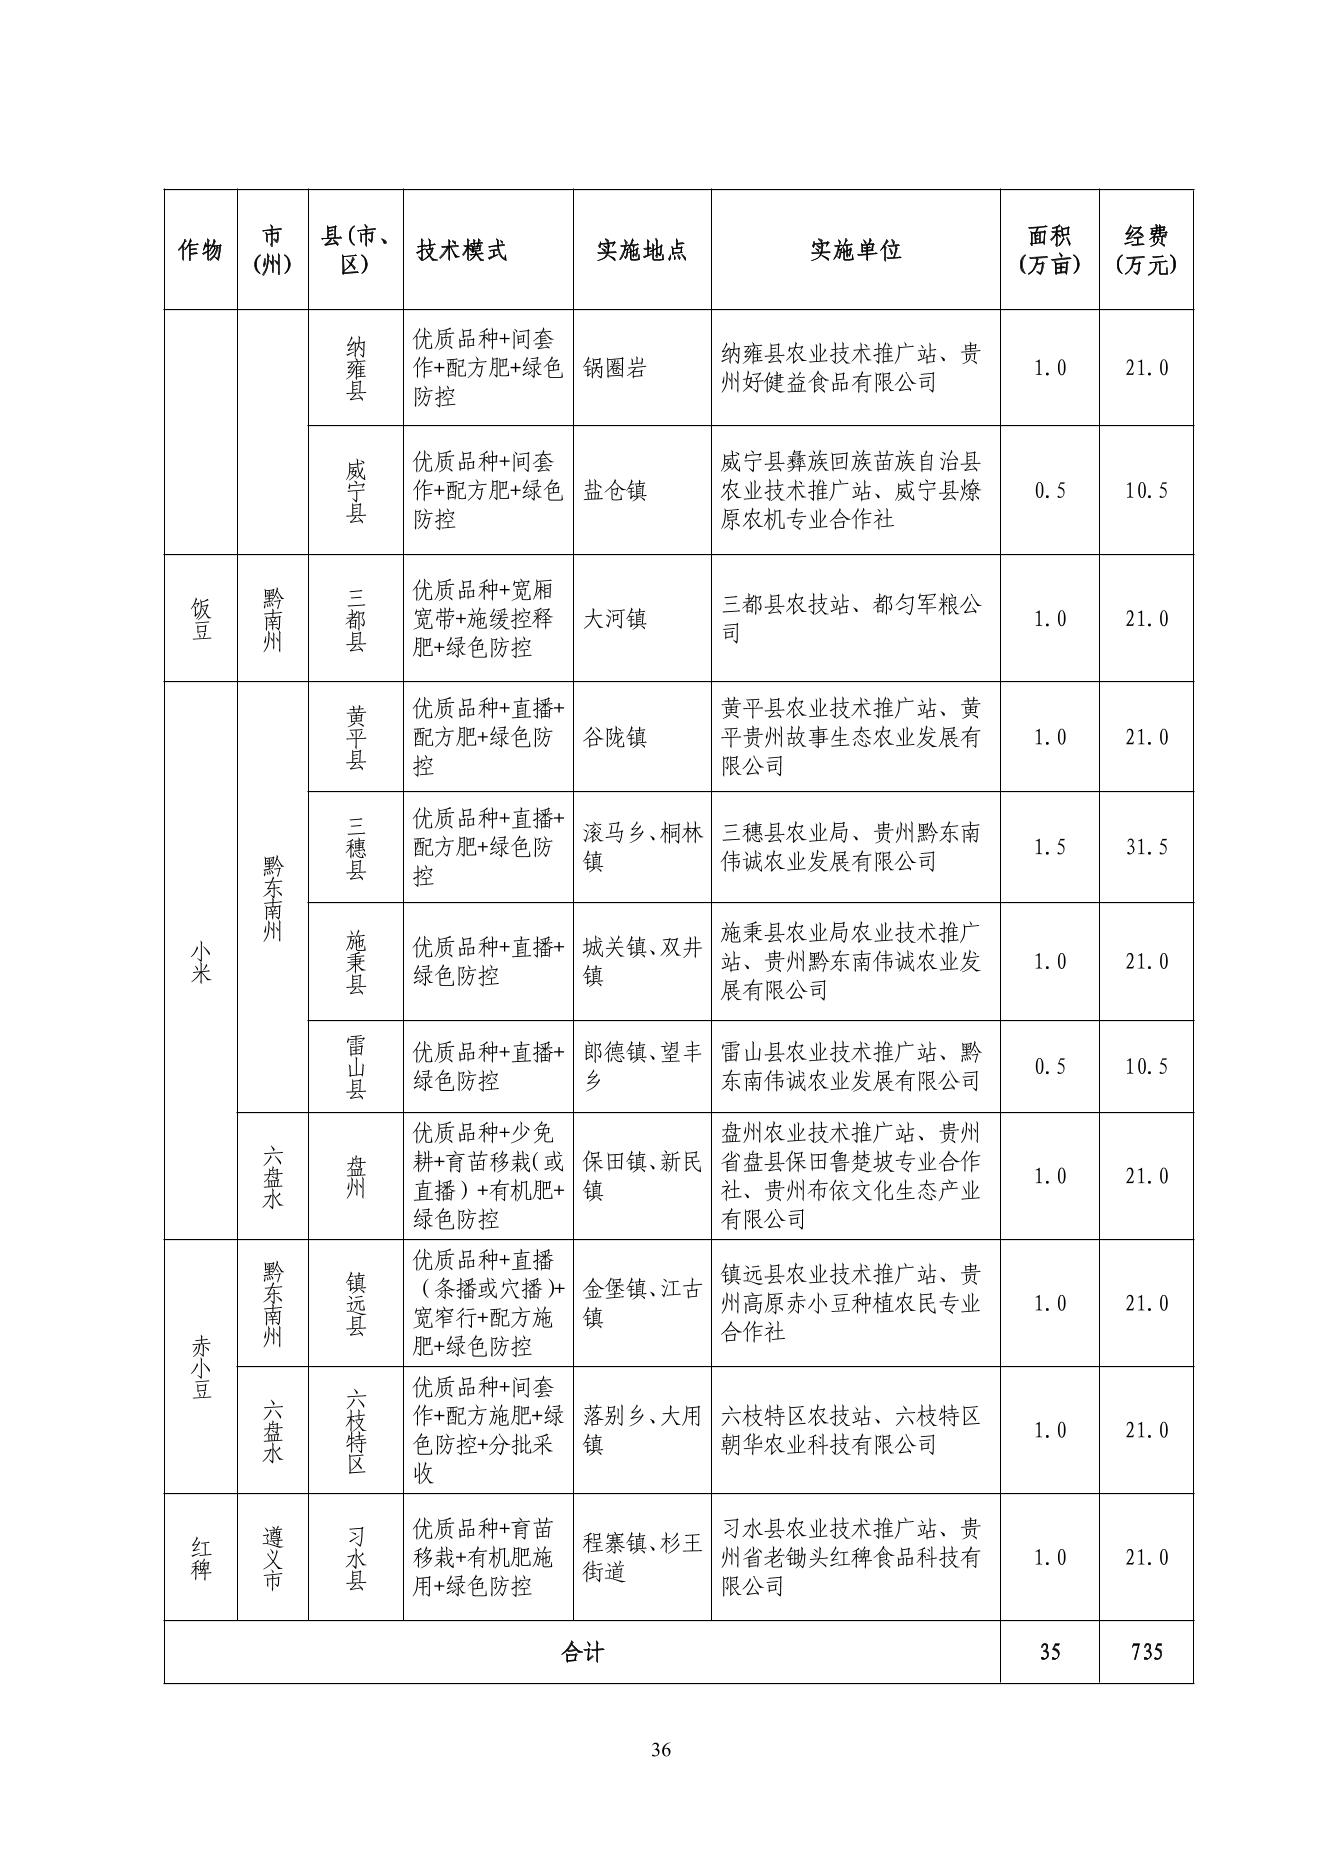 作物
市
(州)
县(市、
区)
技术模式
实施地点
实施单位
面积
(万亩)
经费
(万元)
纳雍县
优质品种+间套
作+配方肥+绿色
防控
锅圈岩
纳雍县农业技术推广站、贵
州好健益食品有限公司
1.0
21.0
威宁县
优质品种+间套
作+配方肥+绿色
防控
盐仓镇
威宁县彝族回族苗族自治县
农业技术推广站、威宁县燎
原农机专业合作社
0.5
10.5
饭豆
黔南州
三都县
优质品种+宽厢
宽带+施缓控释
肥+绿色防控
大河镇
三都县农技站、都匀军粮公
司
1.0
21.0
小米
黔东南州
黄平县
优质品种+直播+
配方肥+绿色防
控
谷陇镇
黄平县农业技术推广站、黄
平贵州故事生态农业发展有
限公司
1.0
21.0
三穗县
优质品种+直播+
配方肥+绿色防
控
滚马乡、桐林
镇
三穗县农业局、贵州黔东南
伟诚农业发展有限公司
1.5
31.5
施秉县
优质品种+直播+
绿色防控
城关镇、双井
镇
施秉县农业局农业技术推广
站、贵州黔东南伟诚农业发
展有限公司
1.0
21.0
雷山县
优质品种+直播+
绿色防控
郎德镇、望丰
乡
雷山县农业技术推广站、黔
东南伟诚农业发展有限公司
0.5
10.5
六盘水
盘州
优质品种+少免
耕+育苗移栽(或
直播)+有机肥+
绿色防控
保田镇、新民
镇
盘州农业技术推广站、贵州
省盘县保田鲁楚坡专业合作
社、贵州布依文化生态产业
有限公司
1.0
21.0
赤小豆
黔东南州
镇远县
优质品种+直播
(条播或穴播)+
宽窄行+配方施
肥+绿色防控
金堡镇、江古
镇
镇远县农业技术推广站、贵
州高原赤小豆种植农民专业
合作社
1.0
21.0
六盘水
六枝特区
优质品种+间套
作+配方施肥+绿
色防控+分批采
收
落别乡、大用
镇
六枝特区农技站、六枝特区
朝华农业科技有限公司
1.0
21.0
红稗
遵义市
习水县
优质品种+育苗
移栽+有机肥施
用+绿色防控
程寨镇、杉王
街道
习水县农业技术推广站、贵
州省老锄头红稗食品科技有
限公司
1.0
21.0
合计
35
735
36